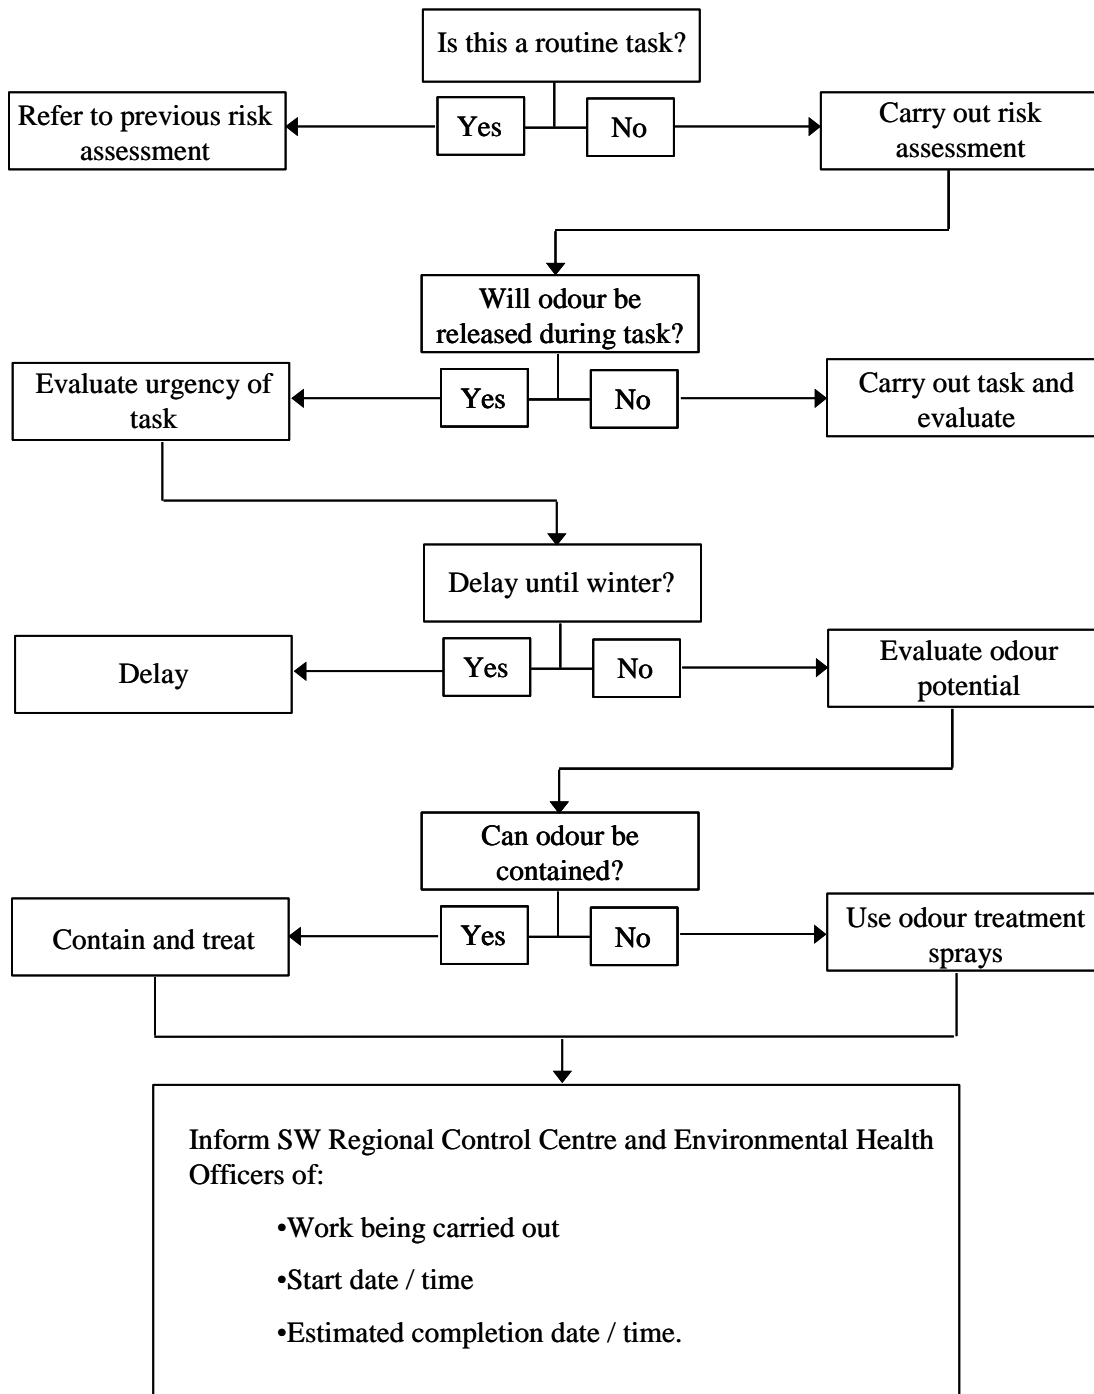 Is this a routine task?
Refer to previous risk
assessment
Yes
No
Carry out risk
assessment
Will odour be
released during task?
Evaluate urgency of
task
Yes
No
Carry out task and
evaluate
Delay until winter?
Delay
Yes
No
Evaluate odour
potential
Can odour be
contained?
Contain and treat
Yes
No
Use odour treatment
sprays
Inform SW Regional Control Centre and Environmental Health
Officers of:
•Work being carried out
•Start date / time
•Estimated completion date / time.